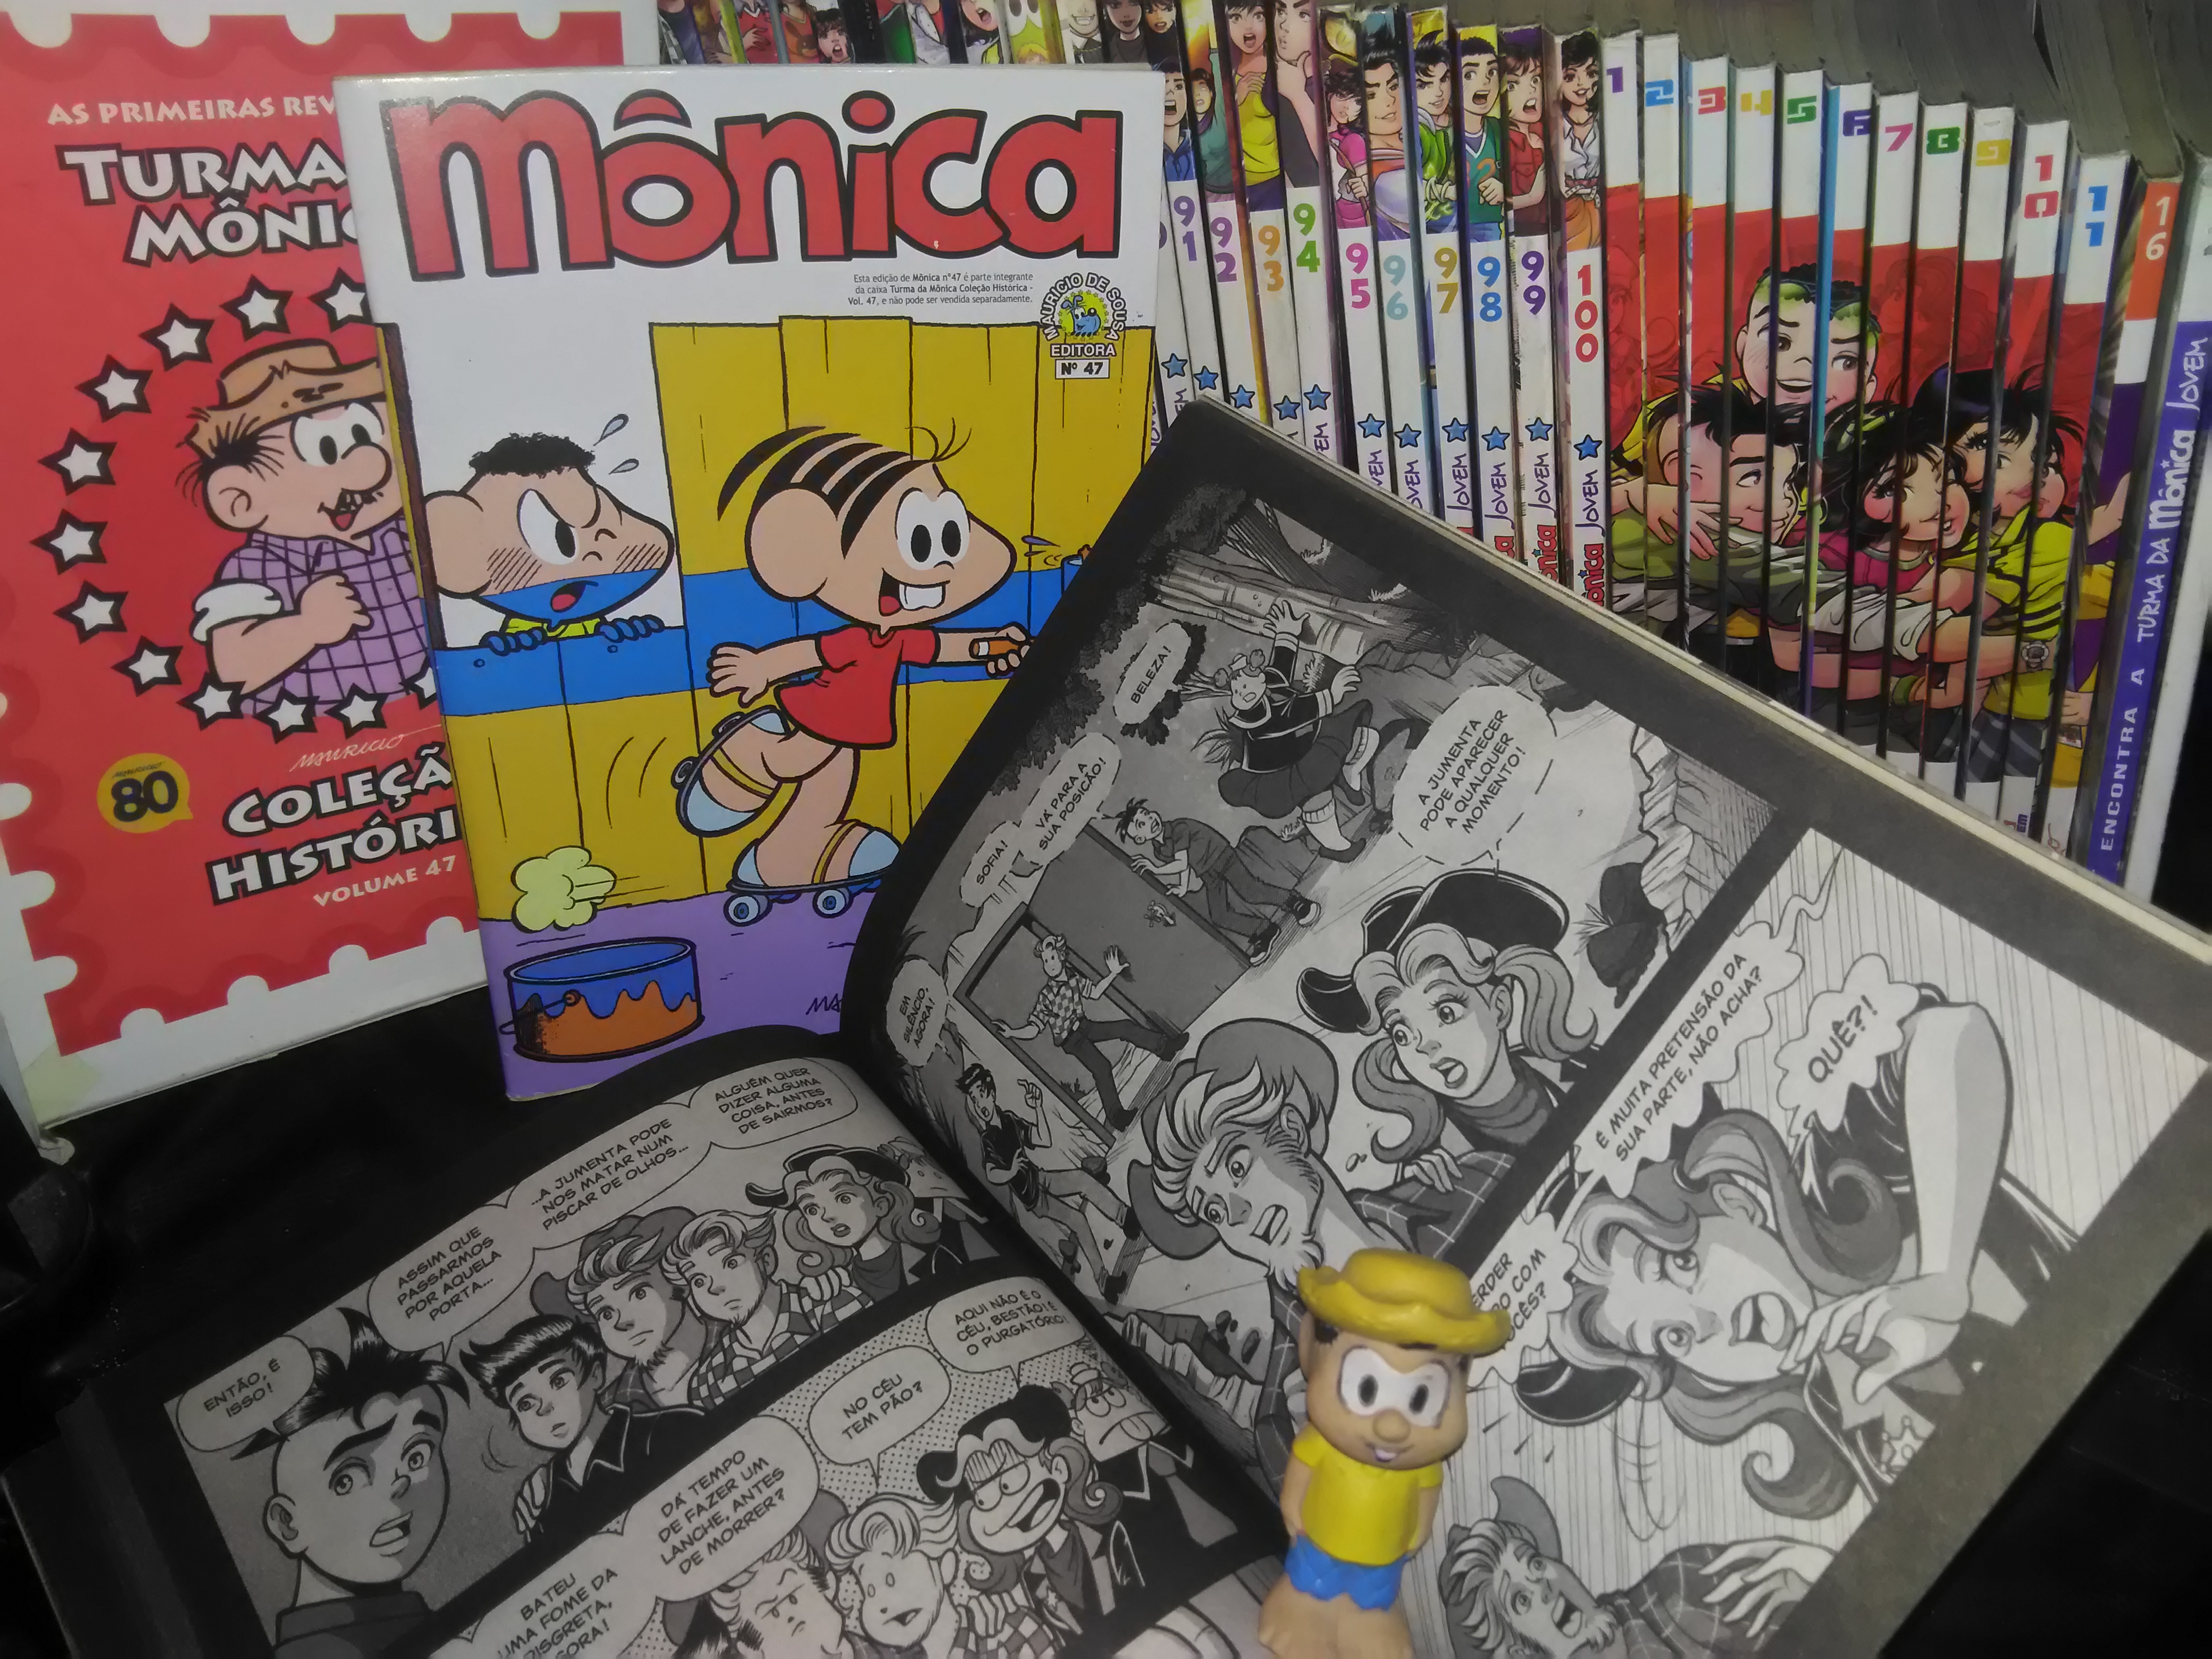 AS PRIMEIRAS
TURMA
MAURICIO
80
MAURICIO
VOLUME 47
Mônica
Esta edição de Mônica nº47 é parte integrante
da caixa Turma da Mônica Coleção Histórica -
Vol. 47, e não pode ser vendida separadamente.
MAURICIO DE SOUSA
EDITORA
Nº 47
91
92
93
94
95
96
97
98
99
100
JOVEM
JOVEM
JOVEM
JOVEM
JOVEM
1
2
3
4
5
6
7
8
9
10
11
16
ENCONTRA A TURMA DA Mônica JOVEM
BELEZA!
SOFIA!
VÁ PARA A
SUA POSIÇÃO!
A JUMENTA
PODE APARECER
A QUALQUER
MOMENTO!
EM
SILÊNCIO,
AGORA!
É MUITA PRETENSÃO DA
SUA PARTE, NÃO ACHA?
QUÊ?!
COM
ENTÃO, É
ISSO!
ASSIM QUE
PASSARMOS
POR AQUELA
PORTA...
...A JUMENTA PODE
NOS MATAR NUM
PISCAR DE OLHOS...
ALGUÉM QUER
DIZER ALGUMA
COISA, ANTES
DE SAIRMOS?
BATEU
UMA FOME DA
DÁ TEMPO
DE FAZER UM
LANCHE, ANTES
DE MORRER?
NO CÉU
TEM PÃO?
AQUI NÃO É O
CÉU, BESTÃO! É
O PURGATÓRIO!